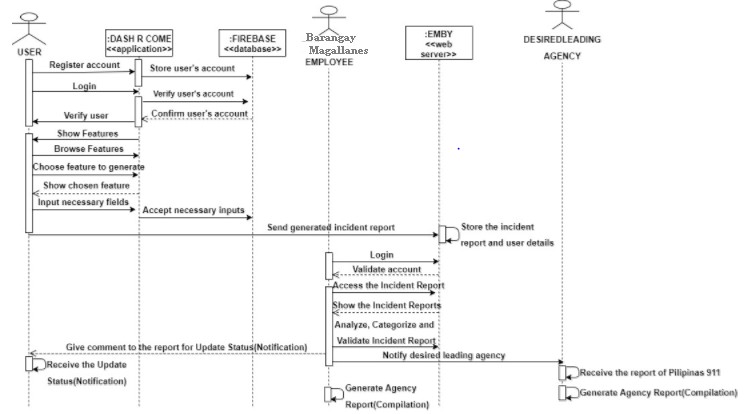 USER
:DASH R COME
<<application>>
:FIREBASE
<<database>>
Barangay
Magallanes
EMPLOYEE
:EMBY
<<web
server>>
DESIREDLEADING
AGENCY
Register account
Store user's account
Login
Verify user's account
Confirm user's account
Verify user
Show Features
Browse Features
Choose feature to generate
Show chosen feature
Input necessary fields
Accept necessary inputs
Send generated incident report
Store the incident
report and user details
Login
Validate account
Access the Incident Report
Show the Incident Reports
Analyze, Categorize and
Validate Incident Report
Give comment to the report for Update Status(Notification)
Notify desired leading agency
Receive the Update
Status(Notification)
Receive the report of Pilipinas 911
Generate Agency
Report(Compilation)
Generate Agency Report(Compilation)